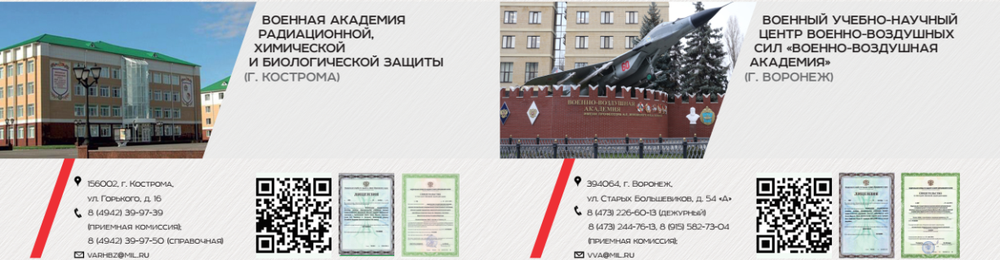 ВОЕННАЯ АКАДЕМИЯ
РАДИАЦИОННОЙ,
ХИМИЧЕСКОЙ
И БИОЛОГИЧЕСКОЙ ЗАЩИТЫ
(Г. КОСТРОМА)
156002, г. Кострома,
ул. Горького, д. 16
8 (4942) 39-97-39
(приемная комиссия);
8 (4942) 39-97-50 (справочная)
VARHBZ@MIL.RU
ЛИЦЕНЗИЯ
ВОЕННЫЙ УЧЕБНО-НАУЧНЫЙ
ЦЕНТР ВОЕННО-ВОЗДУШНЫХ
СИЛ «ВОЕННО-ВОЗДУШНАЯ
АКАДЕМИЯ»
(Г. ВОРОНЕЖ)
60
ВОЕННО-ВОЗДУШНАЯ
АКАДЕМИЯ
394064, г. Воронеж,
ул. Старых Большевиков, д. 54 «А»
8 (473) 226-60-13 (дежурный)
8 (473) 244-76-13, 8 (915) 582-73-04
(приемная комиссия);
VVA@MIL.RU
ЛИЦЕНЗИЯ